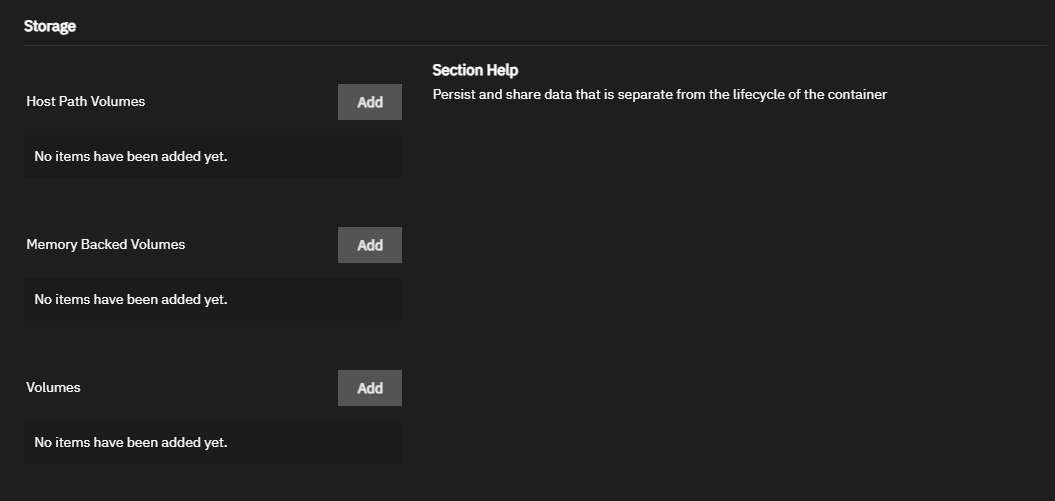 Storage
Section Help
Persist and share data that is separate from the lifecycle of the container
Host Path Volumes
Add
No items have been added yet.
Memory Backed Volumes
Add
No items have been added yet.
Volumes
Add
No items have been added yet.